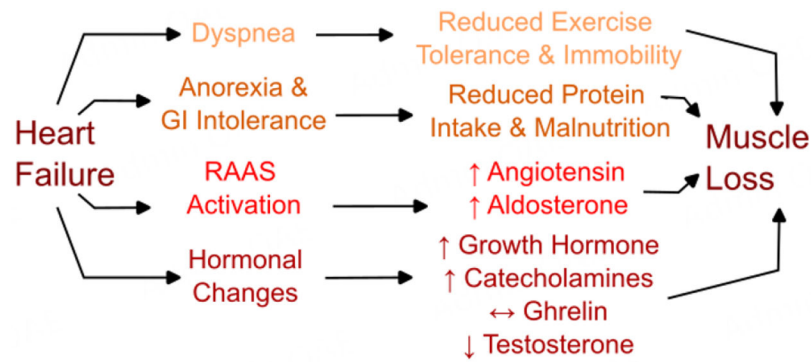 Heart
Failure
Dyspnea
Reduced Exercise
Tolerance & Immobility
Anorexia &
GI Intolerance
Reduced Protein
Intake & Malnutrition
RAAS
Activation
↑ Angiotensin
↑ Aldosterone
Hormonal
Changes
↑ Growth Hormone
↑ Catecholamines
↔ Ghrelin
↓ Testosterone
Muscle
Loss